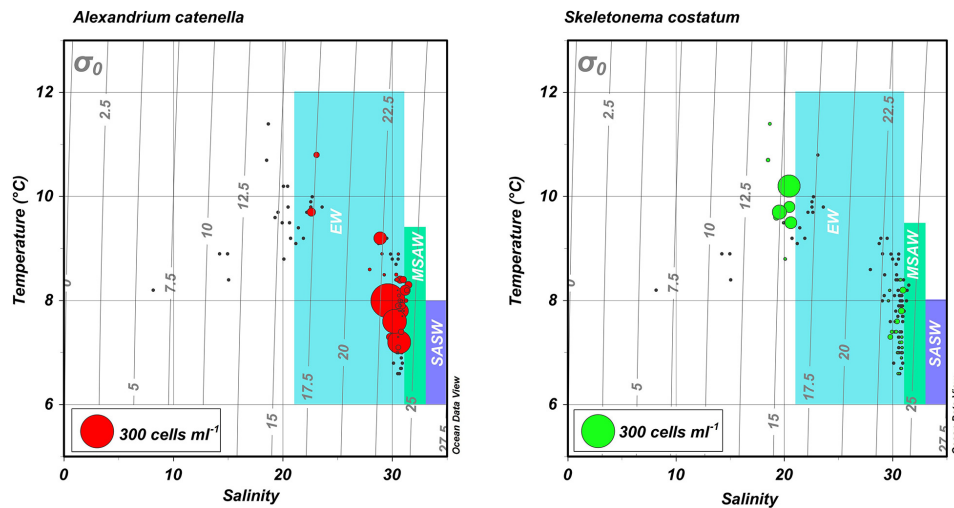 Alexandrium catenella
Skeletonema costatum
σ0
2.5
22.5
12
10
8
6
12.5
10
7.5
0
5
15
17.5
20
25
27.5
EW
MSAW
SASW
Temperature (°C)
300 cells ml-1
Ocean Data View
0
10
20
30
Salinity
σ0
2.5
22.5
12
10
8
6
12.5
10
7.5
0
5
15
17.5
20
25
27.5
EW
MSAW
SASW
Temperature (°C)
300 cells ml-1
0
10
20
30
Salinity